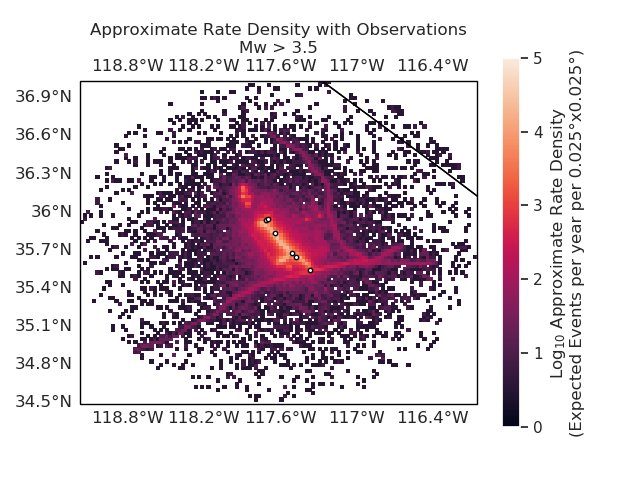 Approximate Rate Density with Observations
Mw > 3.5
118.8°W 118.2°W 117.6°W 117°W 116.4°W
36.9°N
36.6°N
36.3°N
36°N
35.7°N
35.4°N
35.1°N
34.8°N
34.5°N
118.8°W 118.2°W 117.6°W 117°W 116.4°W
5
4
3
2
1
0
Log₁₀ Approximate Rate Density
(Expected Events per year per 0.025°x0.025°)